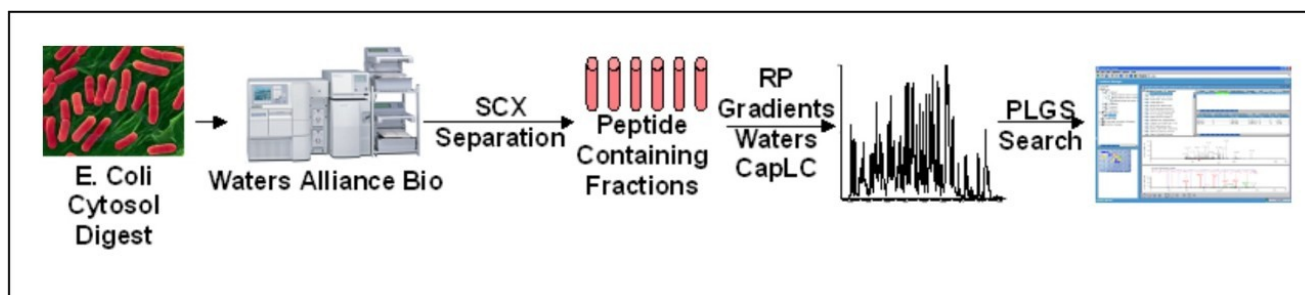 E. Coli
Cytosol
Digest
Waters Alliance Bio
SCX
Separation
Peptide
Containing
Fractions
RP
Gradients
Waters
CapLC
PLGS
Search